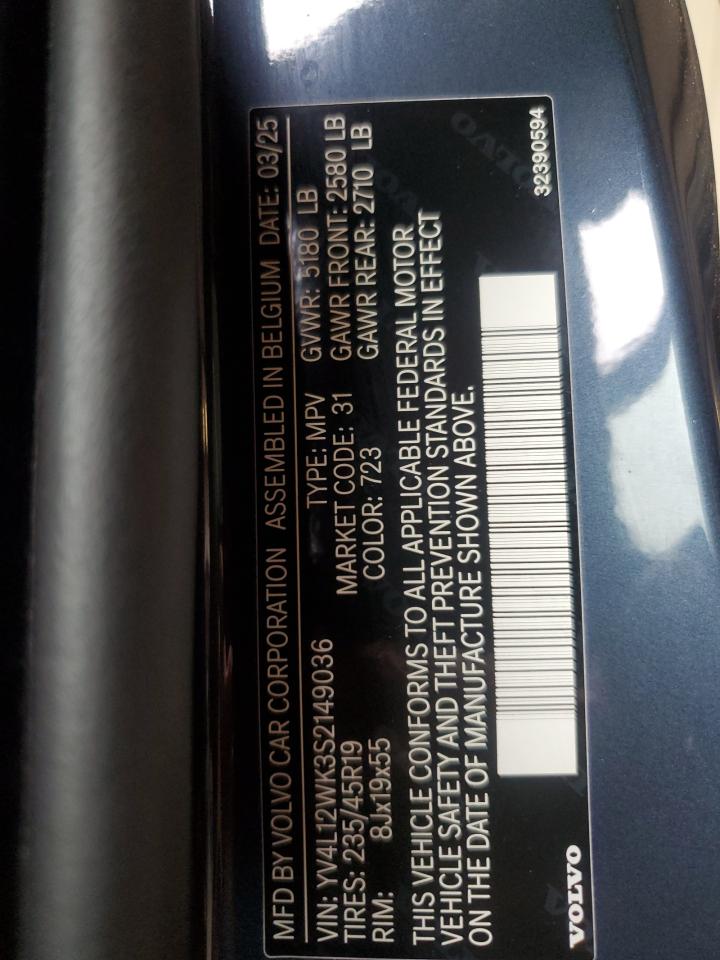 MFD BY VOLVO CAR CORPORATION ASSEMBLED IN BELGIUM DATE: 03/25
VIN: YV4L12WK3S2149036 TYPE: MPV GVWR: 5180 LB
TIRES: 235/45R19 MARKET CODE: 31 GAWR FRONT: 2580 LB
RIM: 8Jx19x55 COLOR: 723 GAWR REAR: 2710 LB
THIS VEHICLE CONFORMS TO ALL APPLICABLE FEDERAL MOTOR
VEHICLE SAFETY AND THEFT PREVENTION STANDARDS IN EFFECT
ON THE DATE OF MANUFACTURE SHOWN ABOVE.
VOLVO 32390594